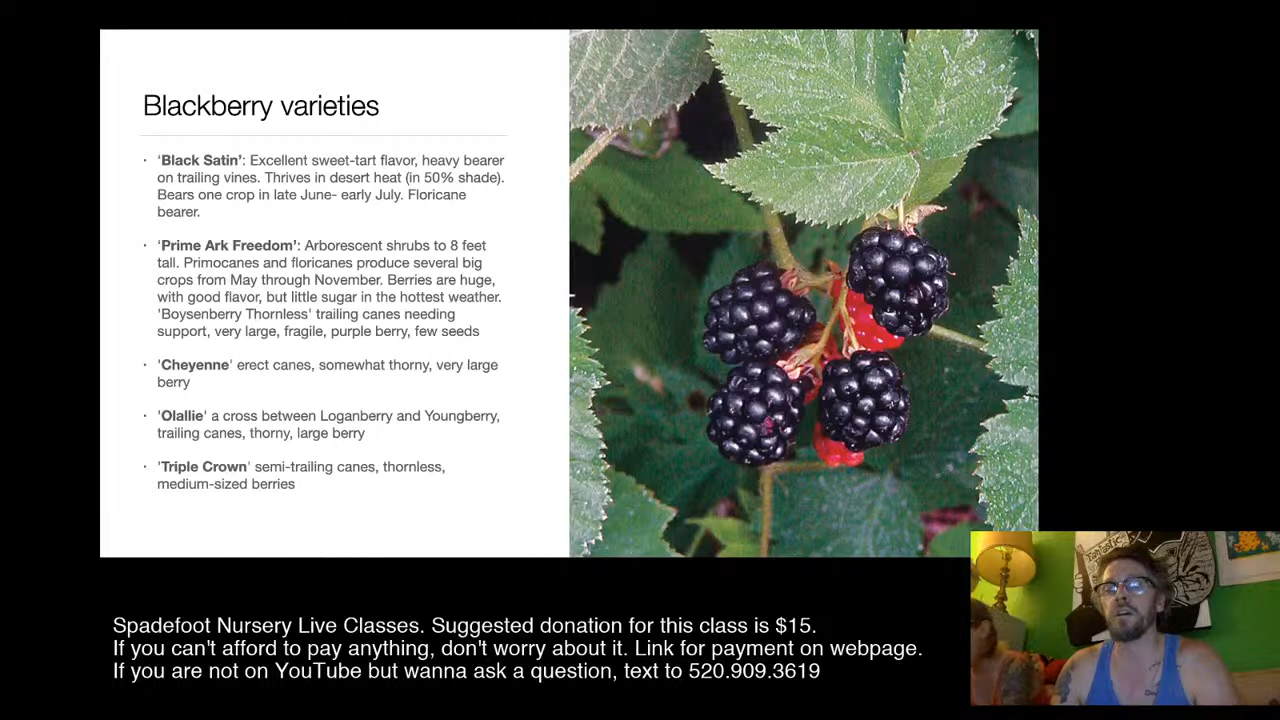 Blackberry varieties
· ‘Black Satin’: Excellent sweet-tart flavor, heavy bearer
on trailing vines. Thrives in desert heat (in 50% shade).
Bears one crop in late June- early July. Floricane
bearer.
· ‘Prime Ark Freedom’: Arborescent shrubs to 8 feet
tall. Primocanes and floricanes produce several big
crops from May through November. Berries are huge,
with good flavor, but little sugar in the hottest weather.
'Boysenberry Thornless' trailing canes needing
support, very large, fragile, purple berry, few seeds
· 'Cheyenne' erect canes, somewhat thorny, very large
berry
· 'Olallie' a cross between Loganberry and Youngberry,
trailing canes, thorny, large berry
· 'Triple Crown' semi-trailing canes, thornless,
medium-sized berries
Spadefoot Nursery Live Classes. Suggested donation for this class is $15.
If you can't afford to pay anything, don't worry about it. Link for payment on webpage.
If you are not on YouTube but wanna ask a question, text to 520.909.3619